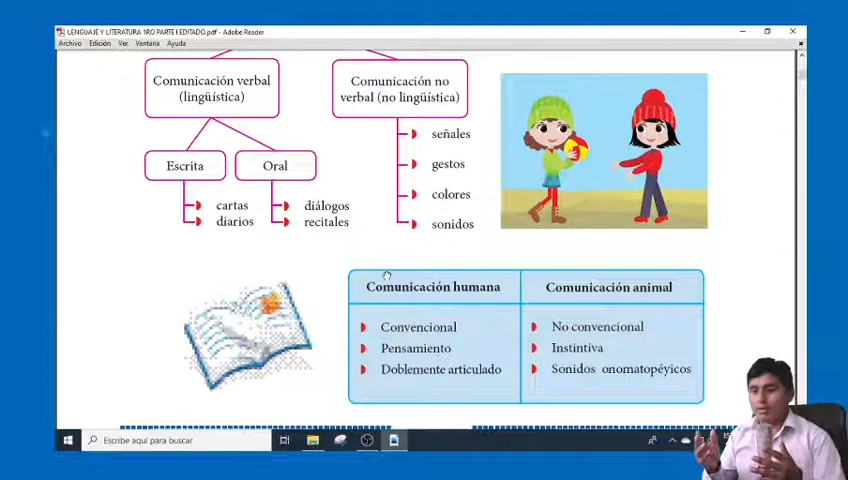 LENGUAJE Y LITERATURA 1RO PARTE I EDITADO.pdf - Adobe Reader
Archivo Edición Ver Ventana Ayuda
Comunicación verbal
(lingüística)
Comunicación no
verbal (no lingüística)
Escrita
Oral
cartas
diarios
diálogos
recitales
señales
gestos
colores
sonidos
Comunicación humana
Convencional
Pensamiento
Doblemente articulado
Comunicación animal
No convencional
Instintiva
Sonidos onomatopéyicos
Escribe aquí para buscar